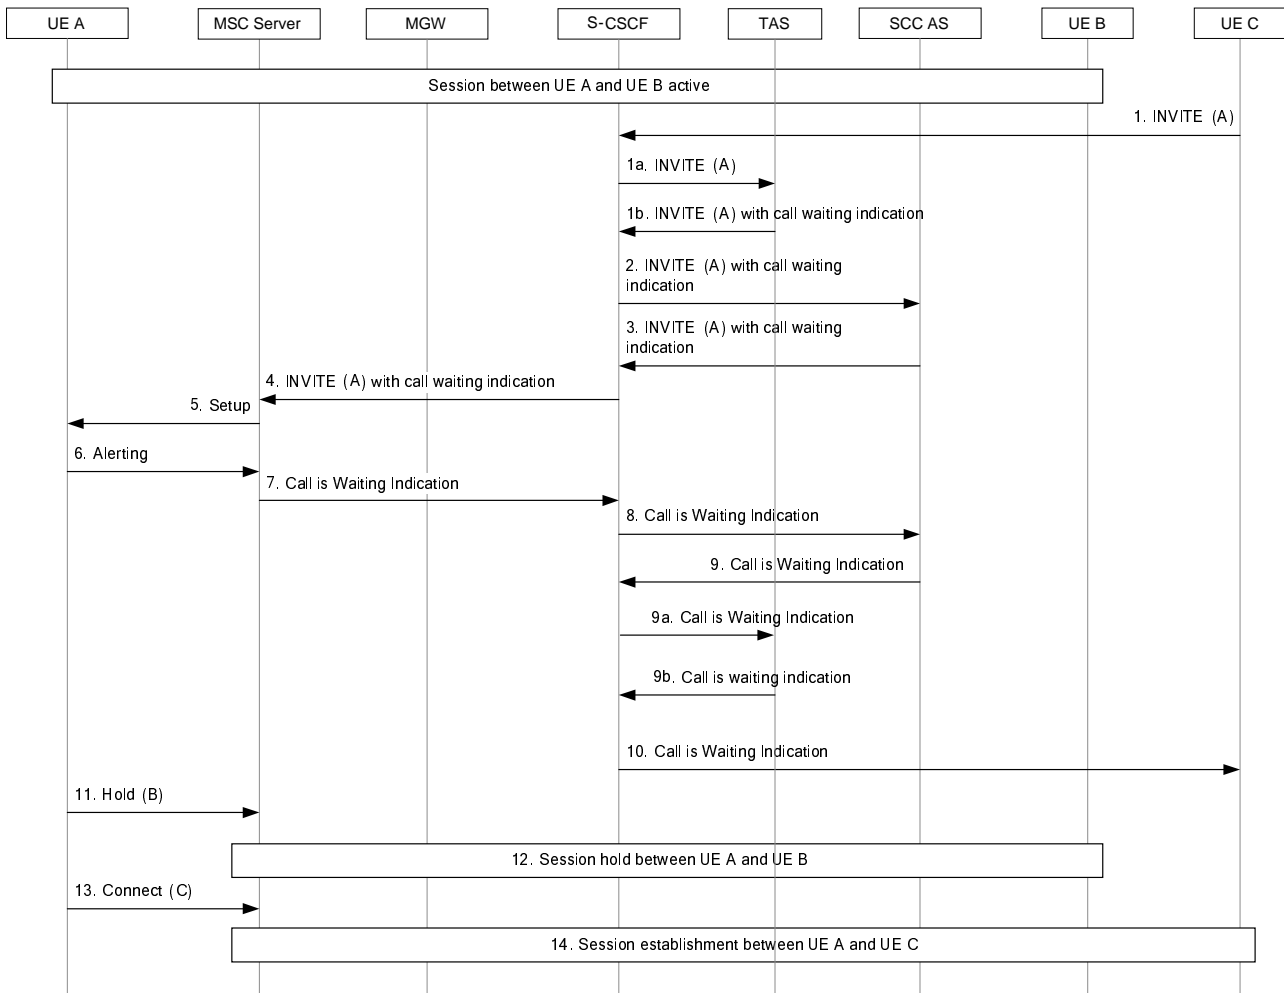 UE A
MSC Server
MGW
S-CSCF
TAS
SCC AS
UE B
UE C
Session between UE A and UE B active
1. INVITE (A)
1a. INVITE (A)
1b. INVITE (A) with call waiting indication
2. INVITE (A) with call waiting
indication
3. INVITE (A) with call waiting
indication
4. INVITE (A) with call waiting indication
5. Setup
6. Alerting
7. Call is Waiting Indication
8. Call is Waiting Indication
9. Call is Waiting Indication
9a. Call is Waiting Indication
9b. Call is waiting indication
10. Call is Waiting Indication
11. Hold (B)
12. Session hold between UE A and UE B
13. Connect (C)
14. Session establishment between UE A and UE C